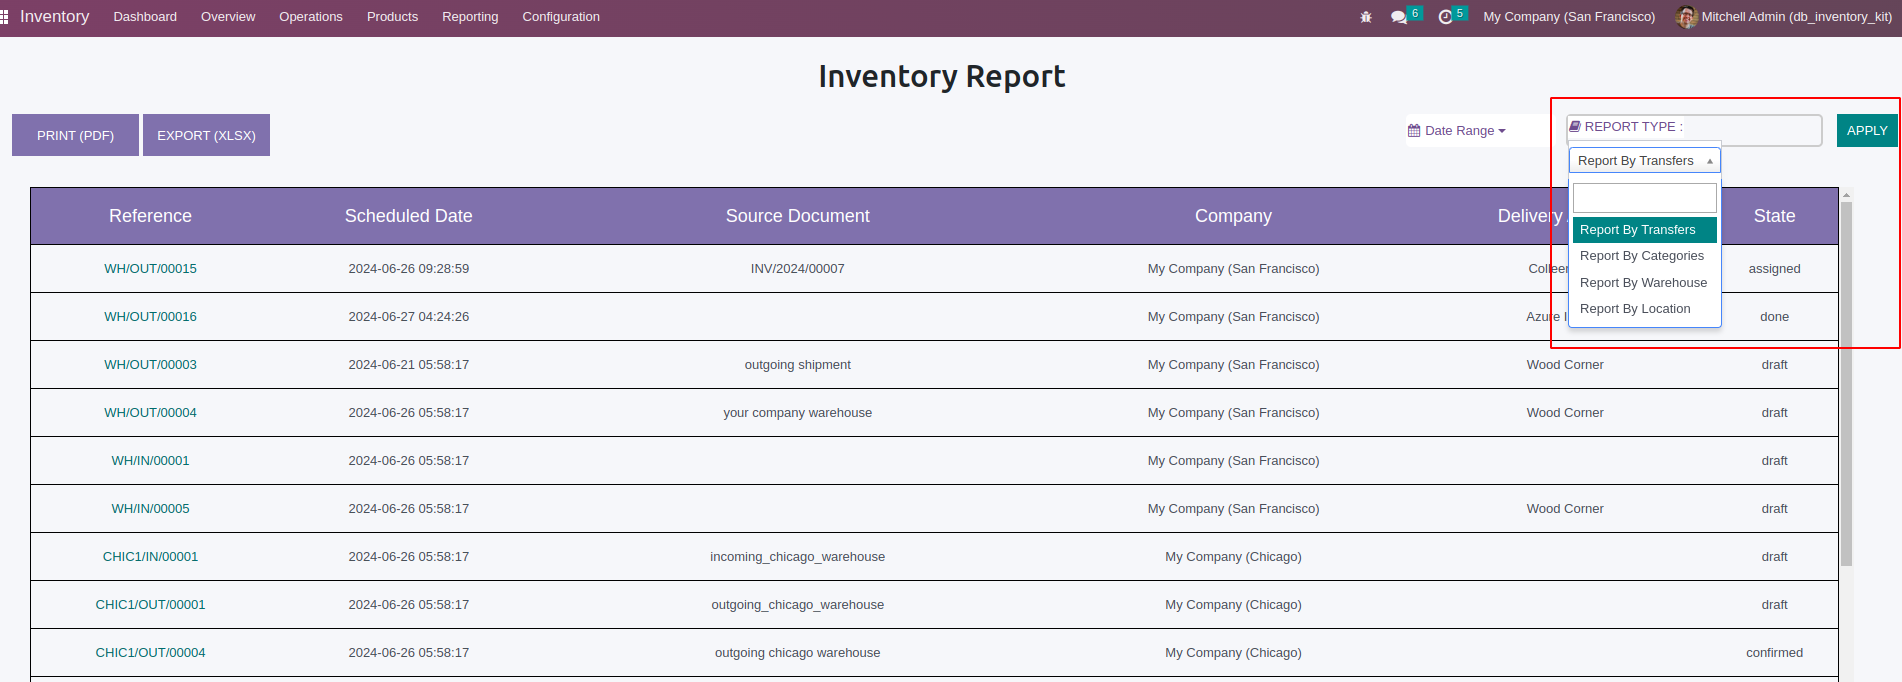 Inventory Dashboard Overview Operations Products Reporting Configuration 6 5 My Company (San Francisco) Mitchell Admin (db_inventory_kit)
Inventory Report
PRINT (PDF) EXPORT (XLSX) Date Range REPORT TYPE : APPLY
Report By Transfers
Report By Transfers
Report By Categories
Report By Warehouse
Report By Location
Reference Scheduled Date Source Document Company Delivery State
WH/OUT/00015 2024-06-26 09:28:59 INV/2024/00007 My Company (San Francisco) assigned
WH/OUT/00016 2024-06-27 04:24:26 My Company (San Francisco) Azure done
WH/OUT/00003 2024-06-21 05:58:17 outgoing shipment My Company (San Francisco) Wood Corner draft
WH/OUT/00004 2024-06-26 05:58:17 your company warehouse My Company (San Francisco) Wood Corner draft
WH/IN/00001 2024-06-26 05:58:17 My Company (San Francisco) draft
WH/IN/00005 2024-06-26 05:58:17 My Company (San Francisco) Wood Corner draft
CHIC1/IN/00001 2024-06-26 05:58:17 incoming_chicago_warehouse My Company (Chicago) draft
CHIC1/OUT/00001 2024-06-26 05:58:17 outgoing_chicago_warehouse My Company (Chicago) draft
CHIC1/OUT/00004 2024-06-26 05:58:17 outgoing chicago warehouse My Company (Chicago) confirmed